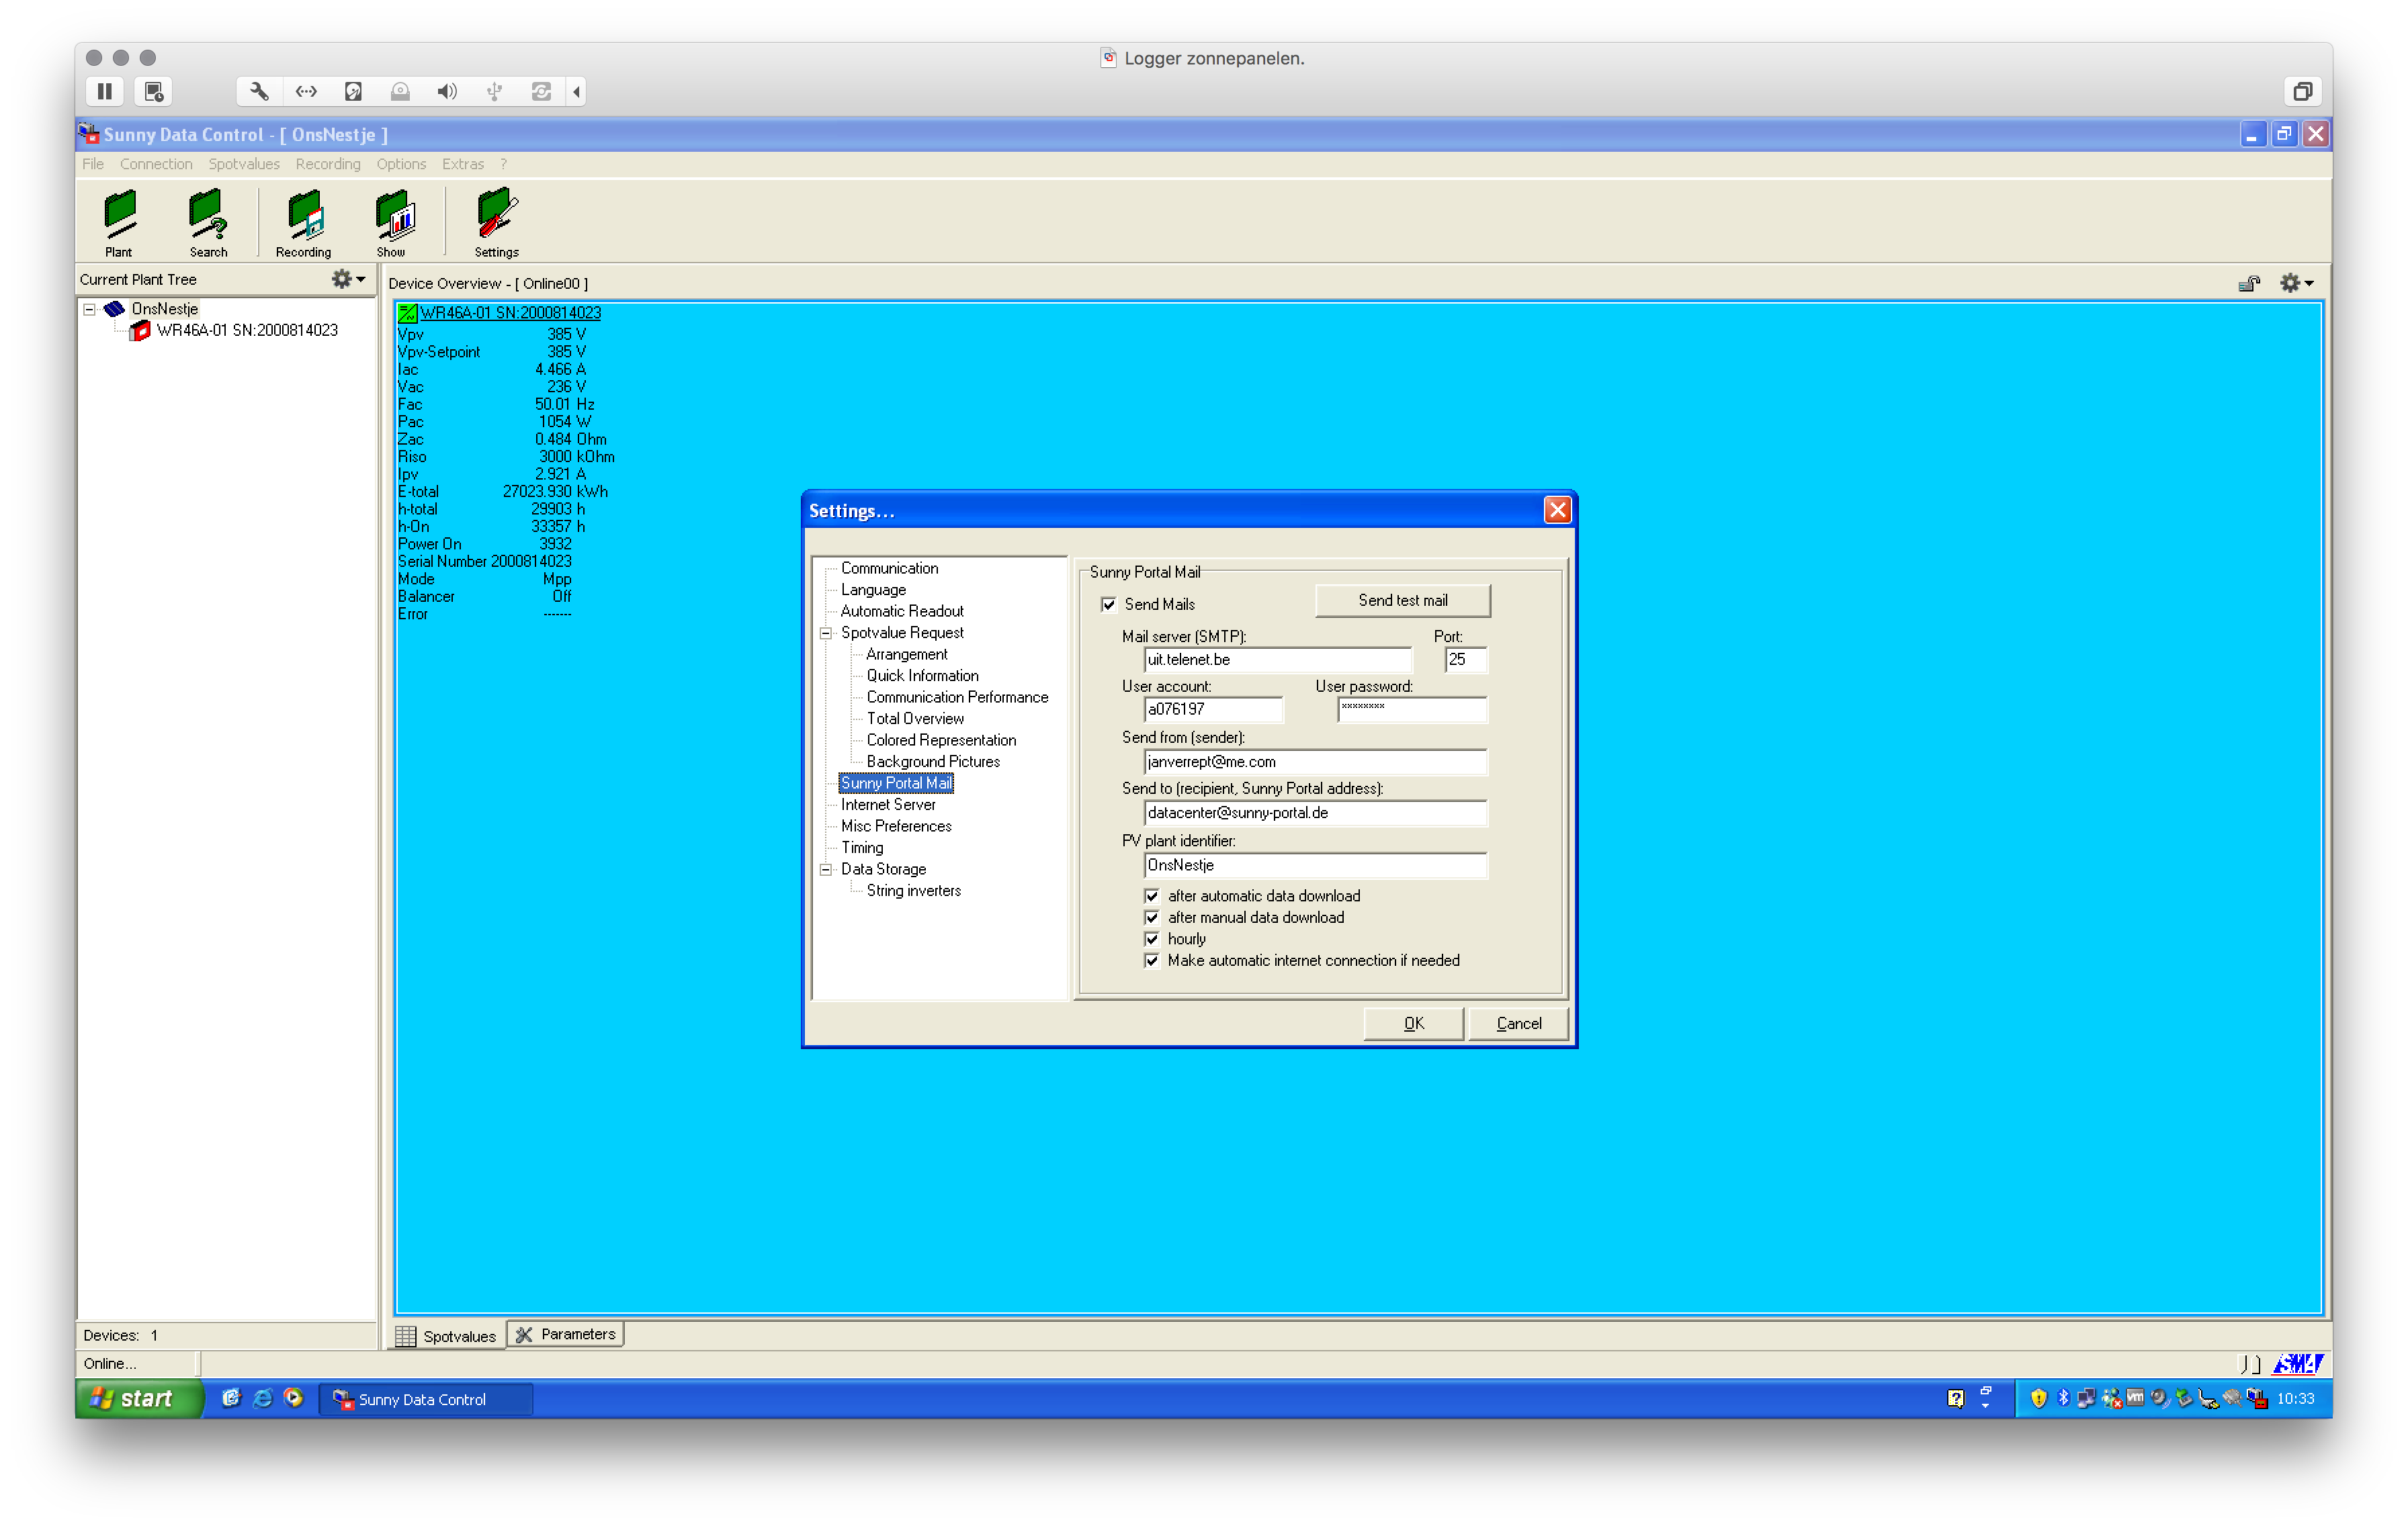 Logger zonnepanelen.
Sunny Data Control - [ OnsNestje ]
File Connection Spotvalues Recording Options Extras ?
Plant Search Recording Show Settings
Current Plant Tree
Device Overview - [ Online00 ]
OnsNestje
WR46A-01 SN:2000814023
WR46A-01 SN:2000814023
Vpv 385 V
Vpv-Setpoint 385 V
Iac 4.466 A
Vac 236 V
Fac 50.01 Hz
Pac 1054 W
Zac 0.484 Ohm
Riso 3000 kOhm
Ipv 2.921 A
E-total 27023.930 kWh
h-total 29903 h
h-On 33357 h
Power On 3932
Serial Number 2000814023
Mode Mpp
Balancer Off
Error -------
Settings...
Communication
Language
Automatic Readout
Spotvalue Request
Arrangement
Quick Information
Communication Performance
Total Overview
Colored Representation
Background Pictures
Sunny Portal Mail
Internet Server
Misc Preferences
Timing
Data Storage
String inverters
Sunny Portal Mail
Send Mails
Send test mail
Mail server (SMTP): Port:
uit.telenet.be 25
User account: User password:
a076197 ********
Send from (sender):
janverrept@me.com
Send to (recipient, Sunny Portal address):
datacenter@sunny-portal.de
PV plant identifier:
OnsNestje
after automatic data download
after manual data download
hourly
Make automatic internet connection if needed
OK Cancel
Devices: 1
Spotvalues Parameters
Online...
SMA
start Sunny Data Control 10:33